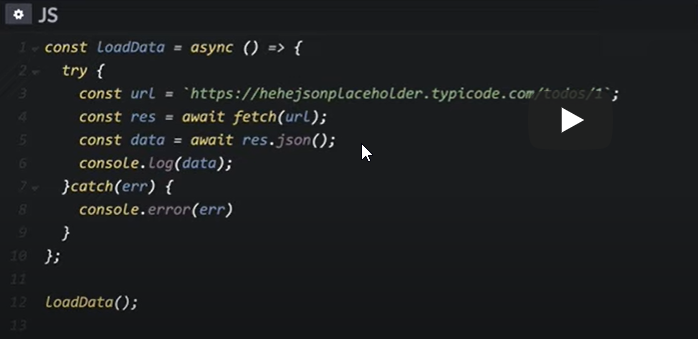 JS
1 const loadData = async () => {
2 try {
3 const url = `https://hehejsonplaceholder.typicode.com/todos/1`;
4 const res = await fetch(url);
5 const data = await res.json();
6 console.log(data);
7 }catch(err) {
8 console.error(err)
9 }
10 };
11
12 loadData();
13